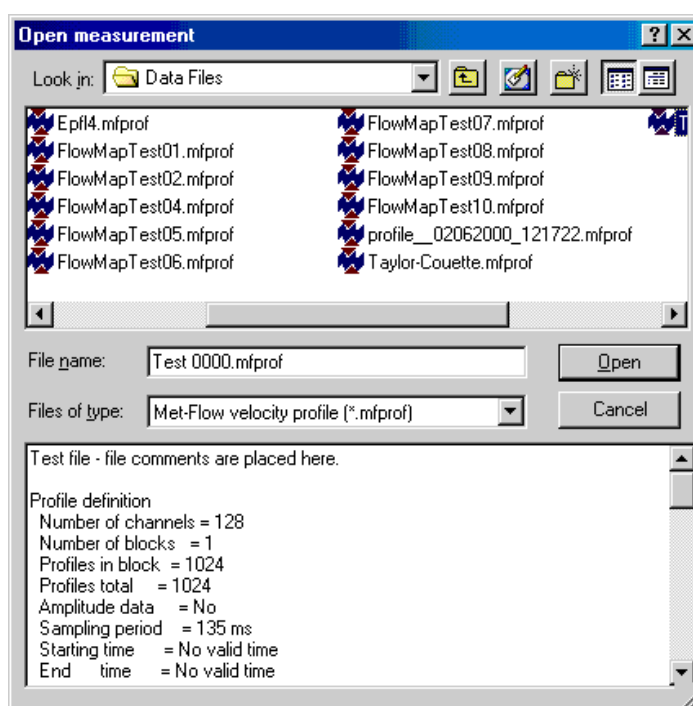 Open measurement
Look in: Data Files
Epfl4.mfprof
FlowMapTest01.mfprof
FlowMapTest02.mfprof
FlowMapTest04.mfprof
FlowMapTest05.mfprof
FlowMapTest06.mfprof
FlowMapTest07.mfprof
FlowMapTest08.mfprof
FlowMapTest09.mfprof
FlowMapTest10.mfprof
profile__02062000_121722.mfprof
Taylor-Couette.mfprof
File name: Test 0000.mfprof Open
Files of type: Met-Flow velocity profile (*.mfprof) Cancel
Test file - file comments are placed here.
Profile definition
Number of channels = 128
Number of blocks = 1
Profiles in block = 1024
Profiles total = 1024
Amplitude data = No
Sampling period = 135 ms
Starting time = No valid time
End time = No valid time